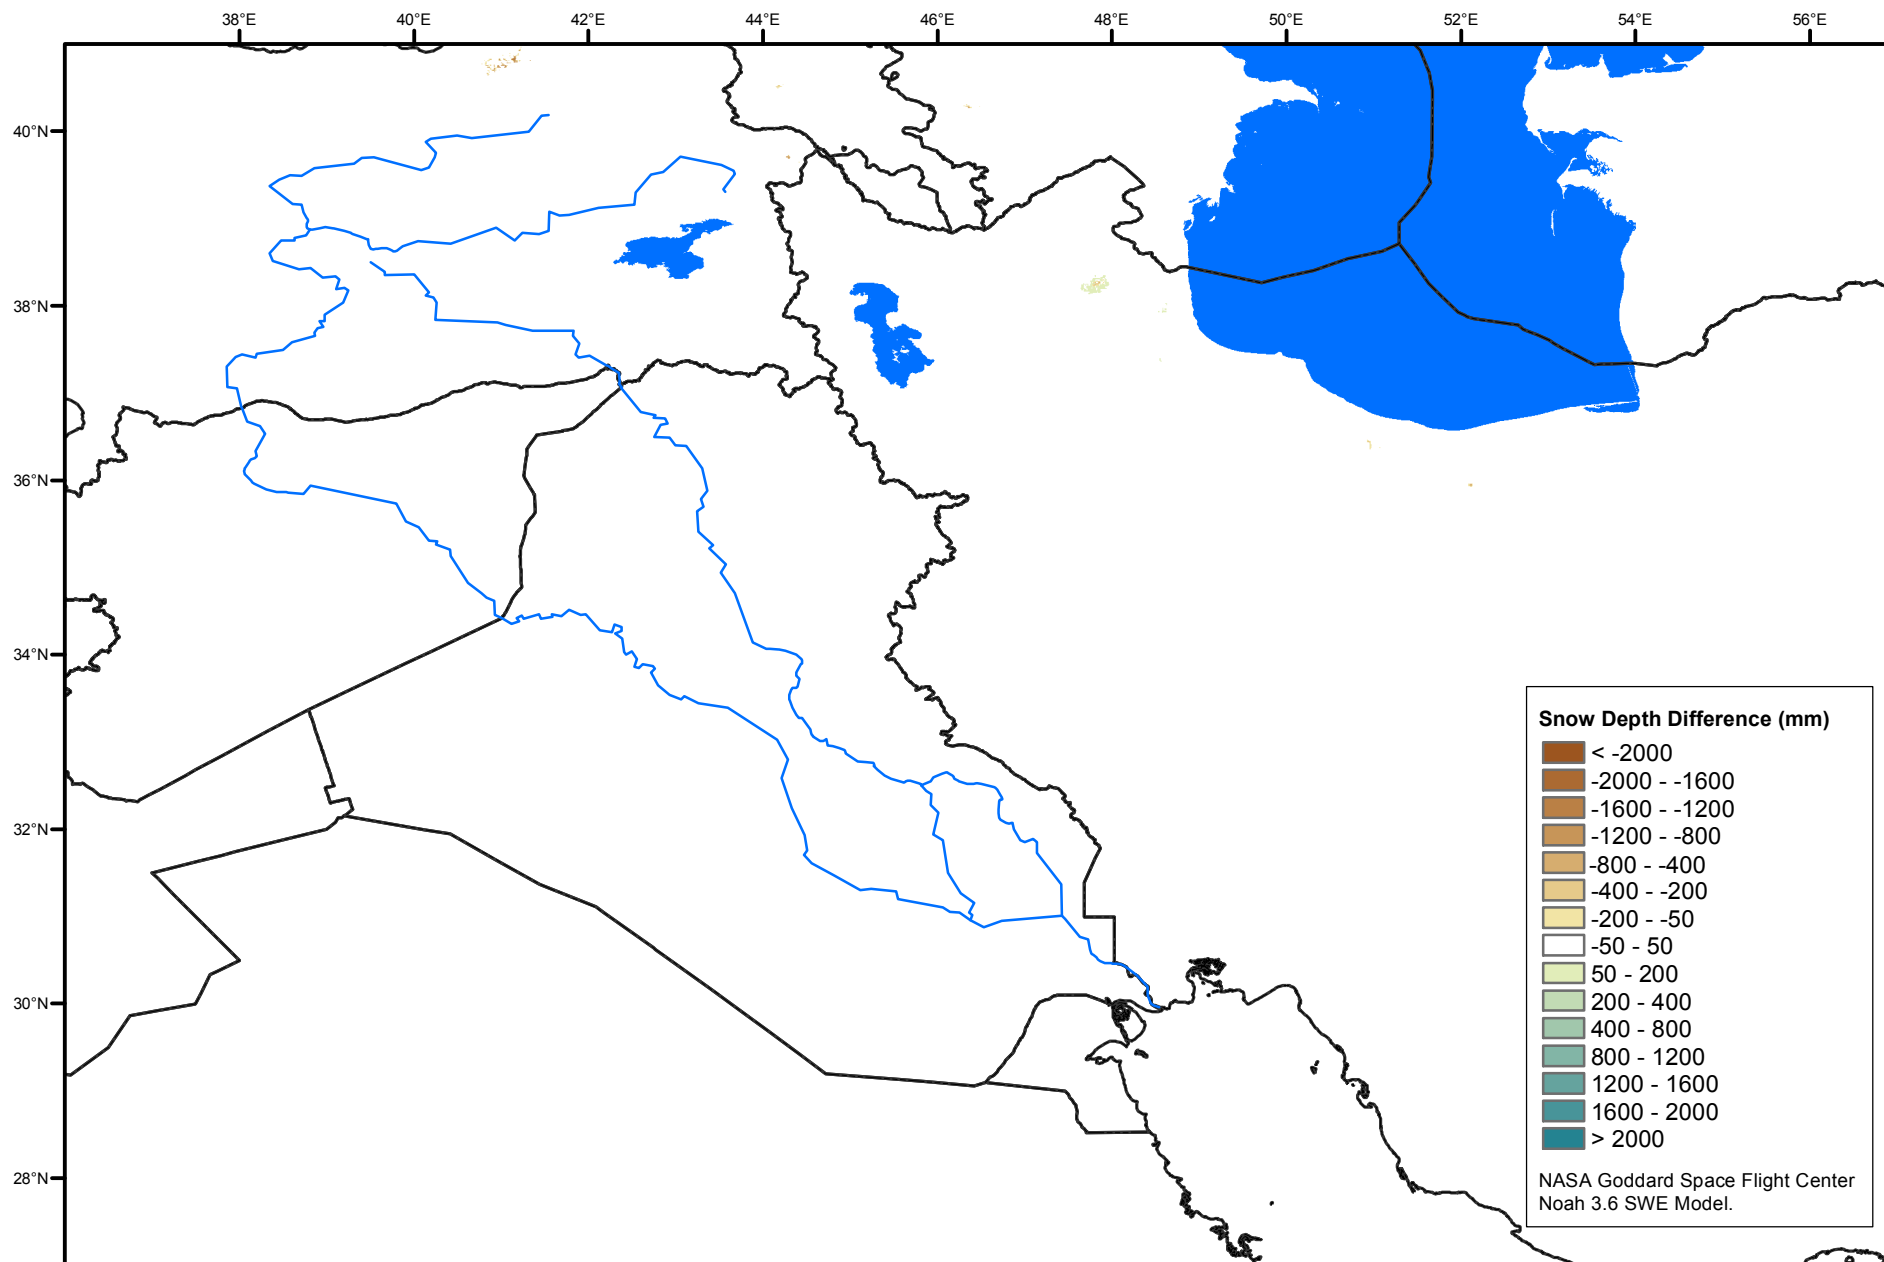 38°E 40°E 42°E 44°E 46°E 48°E 50°E 52°E 54°E 56°E
40°N
38°N
36°N
34°N
32°N
30°N
28°N
Snow Depth Difference (mm)
< -2000
-2000 - -1600
-1600 - -1200
-1200 - -800
-800 - -400
-400 - -200
-200 - -50
-50 - 50
50 - 200
200 - 400
400 - 800
800 - 1200
1200 - 1600
1600 - 2000
> 2000
NASA Goddard Space Flight Center
Noah 3.6 SWE Model.